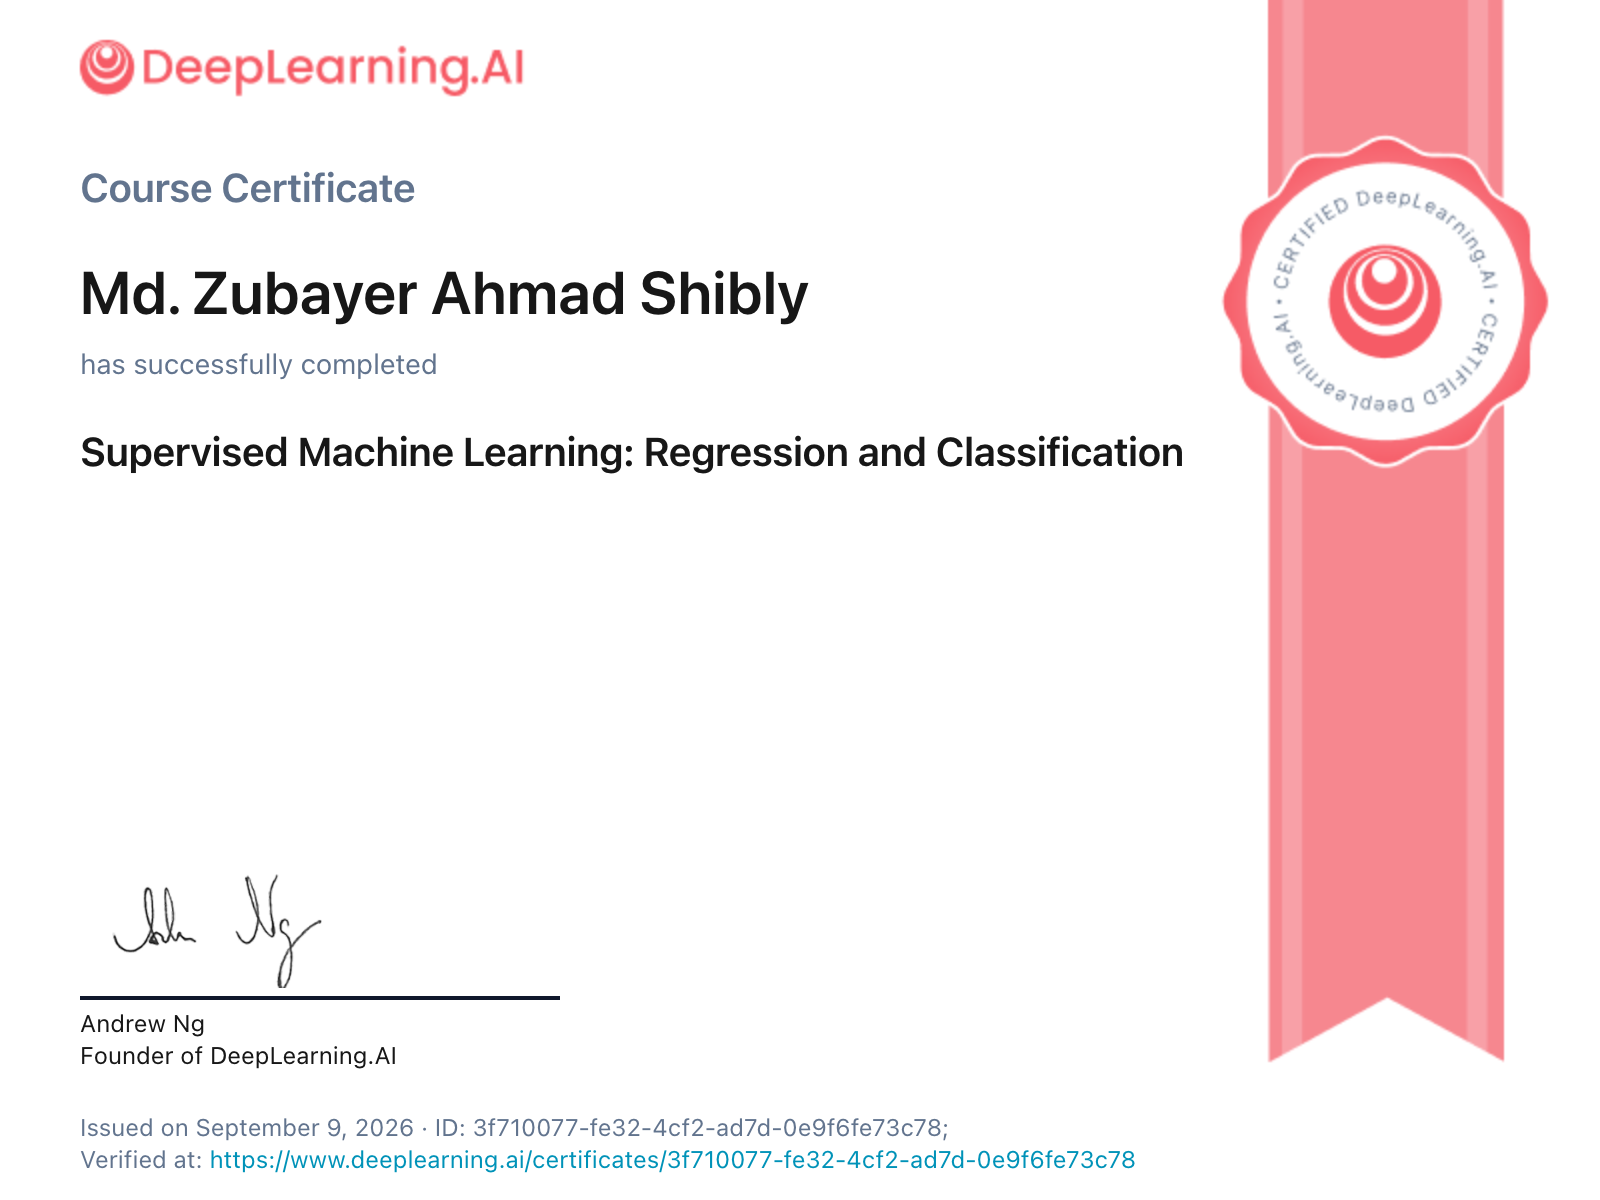 DeepLearning.AI
Course Certificate
Md. Zubayer Ahmad Shibly
has successfully completed
Supervised Machine Learning: Regression and Classification
CERTIFIED DeepLearning.AI • CERTIFIED DeepLearning.AI •
Andrew Ng
Andrew Ng
Founder of DeepLearning.AI
Issued on September 9, 2026 · ID: 3f710077-fe32-4cf2-ad7d-0e9f6fe73c78;
Verified at: https://www.deeplearning.ai/certificates/3f710077-fe32-4cf2-ad7d-0e9f6fe73c78